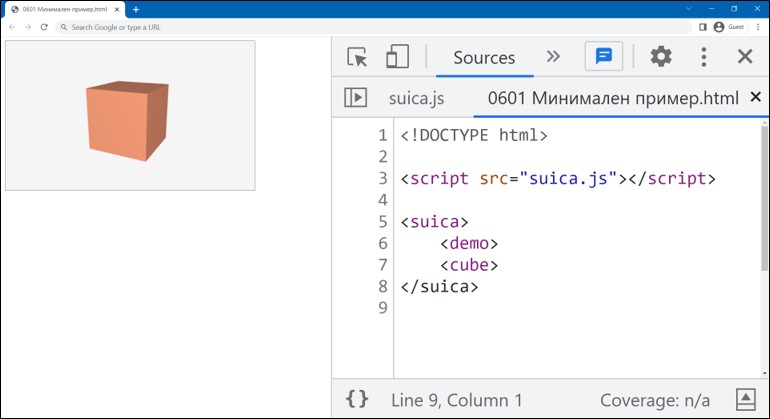 0601 Минимален пример.html
Search Google or type a URL
Guest
Sources
suica.js
0601 Минимален пример.html
1 <!DOCTYPE html>
2
3 <script src="suica.js"></script>
4
5 <suica>
6 <demo>
7 <cube>
8 </suica>
9
{} Line 9, Column 1
Coverage: n/a